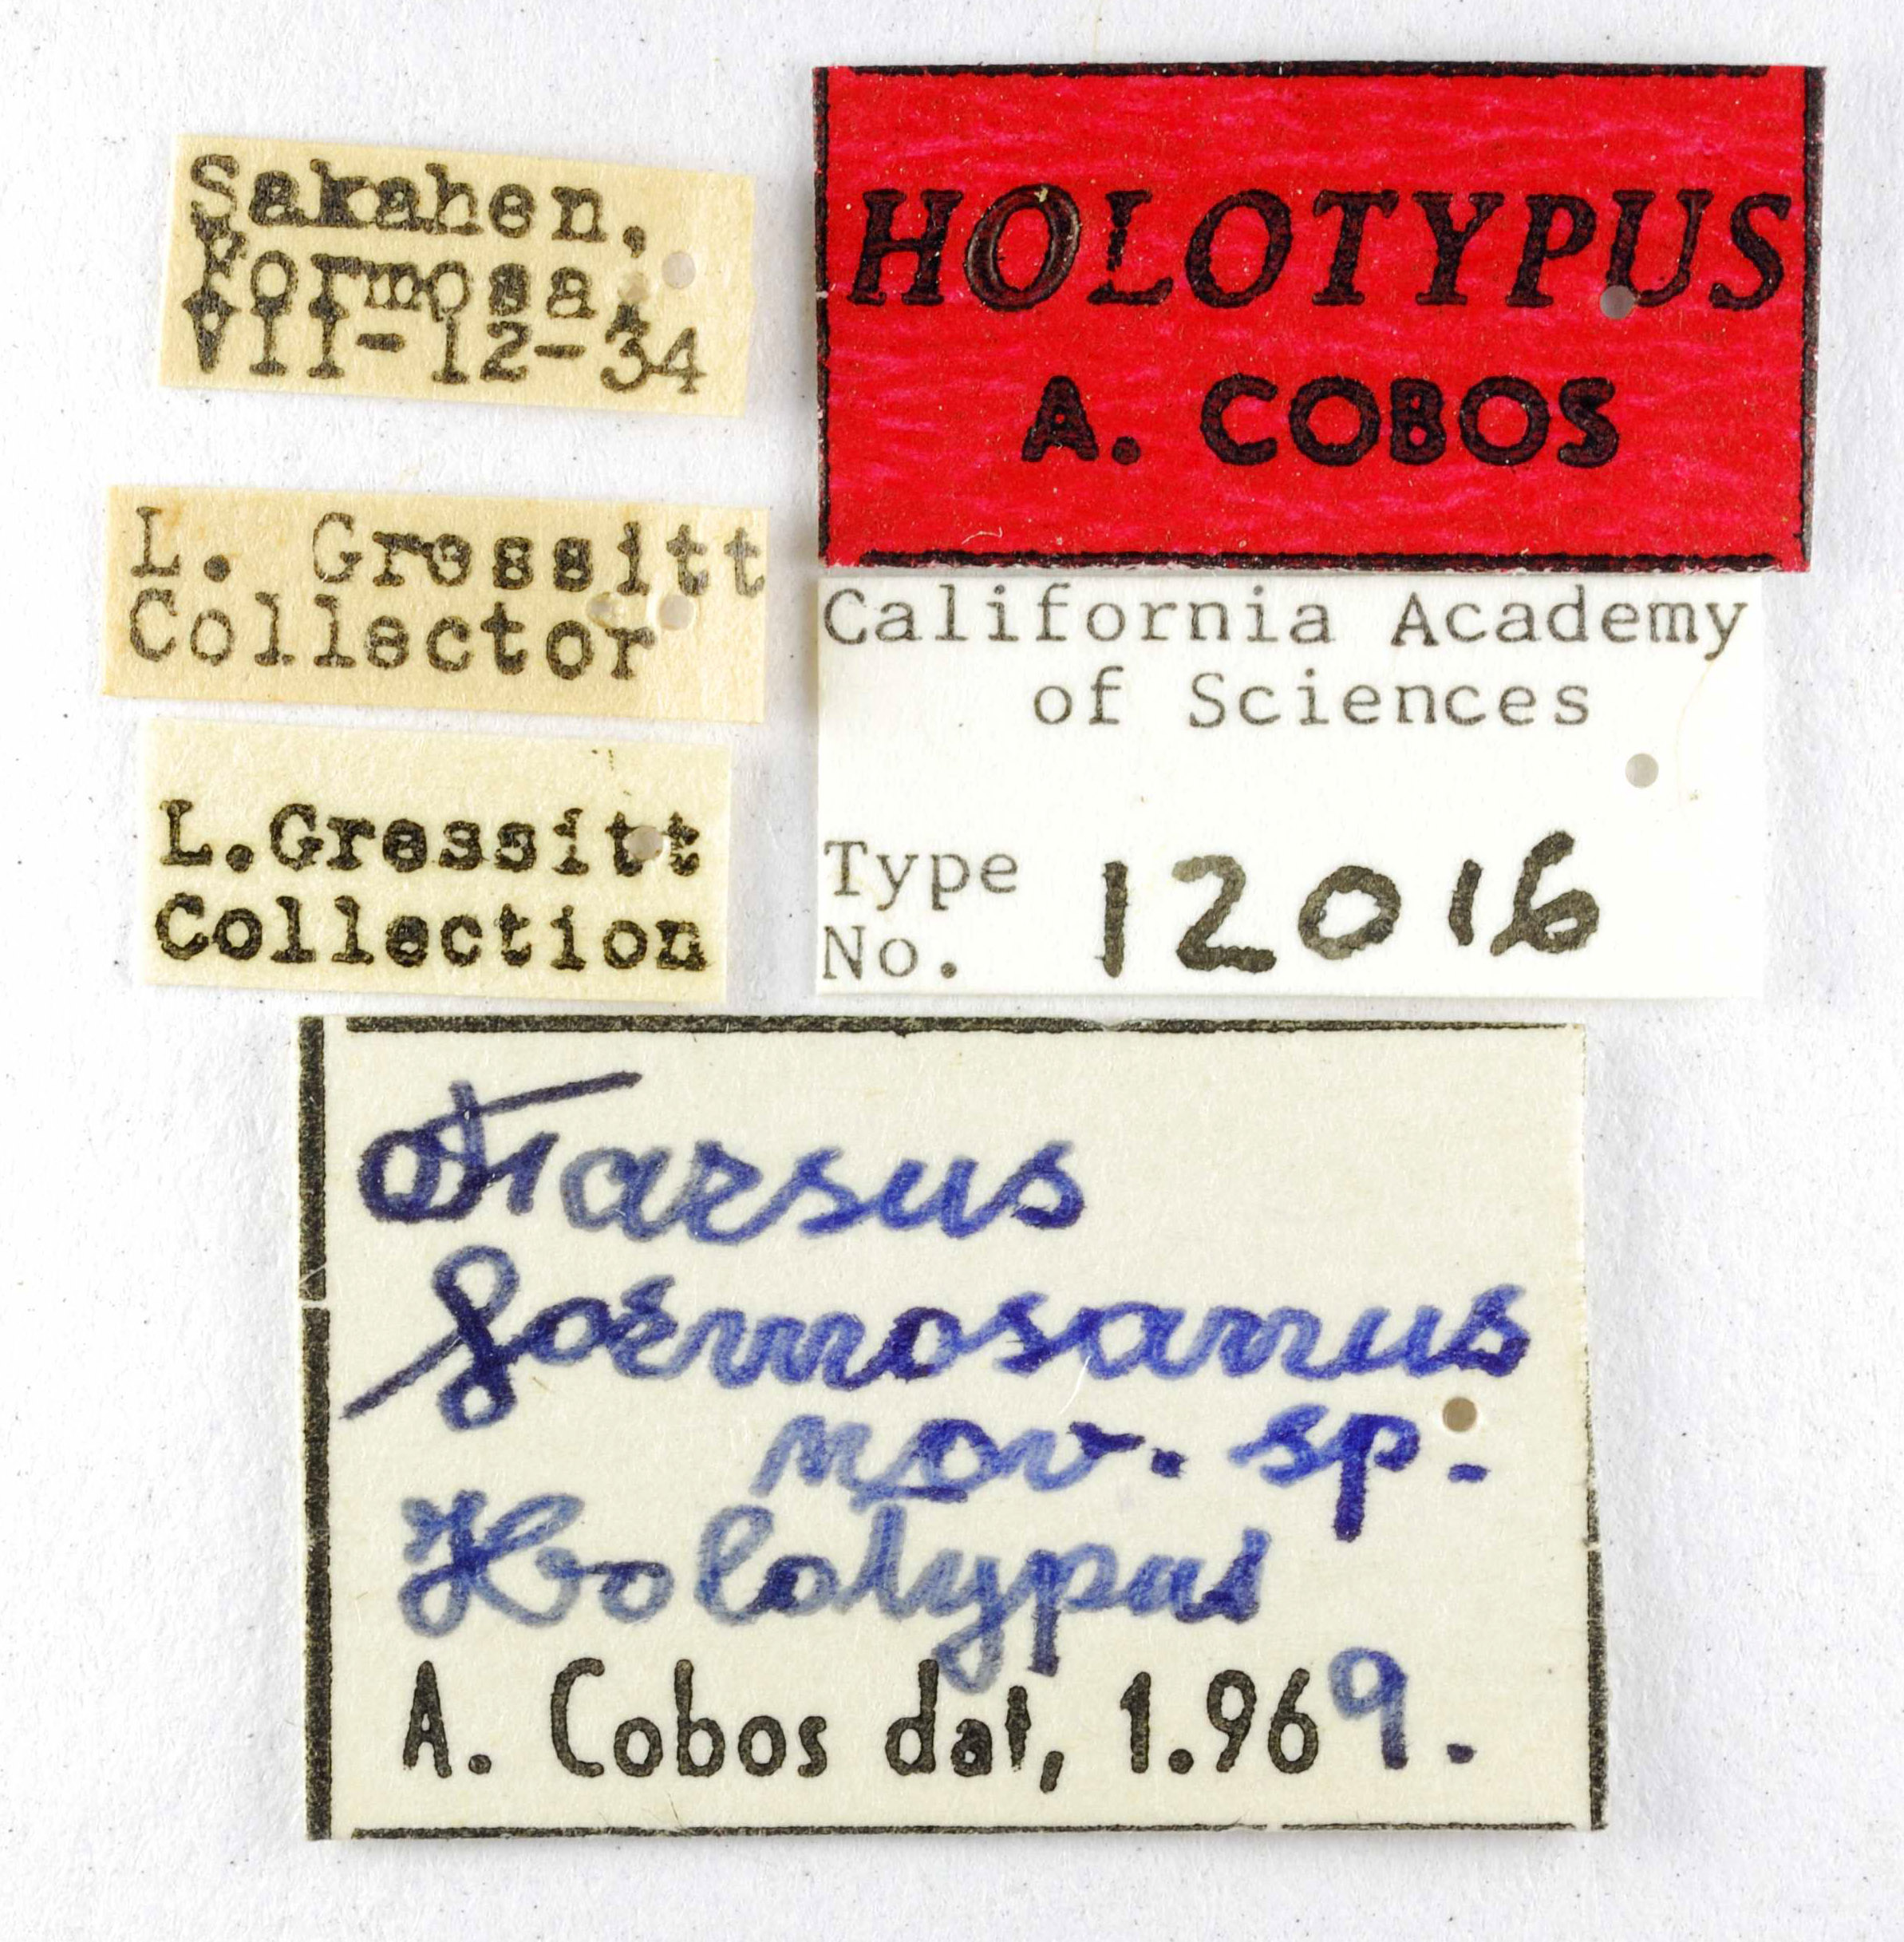 Sakahen,
Formosa,
VII-12-34
L. Gressitt
Collector
L.Gressitt
Collection
HOLOTYPUS
A. COBOS
California Academy
of Sciences
Type
No. 12016
formosanus
nov. sp.
Holotypus
A. Cobos dat, 1.969.